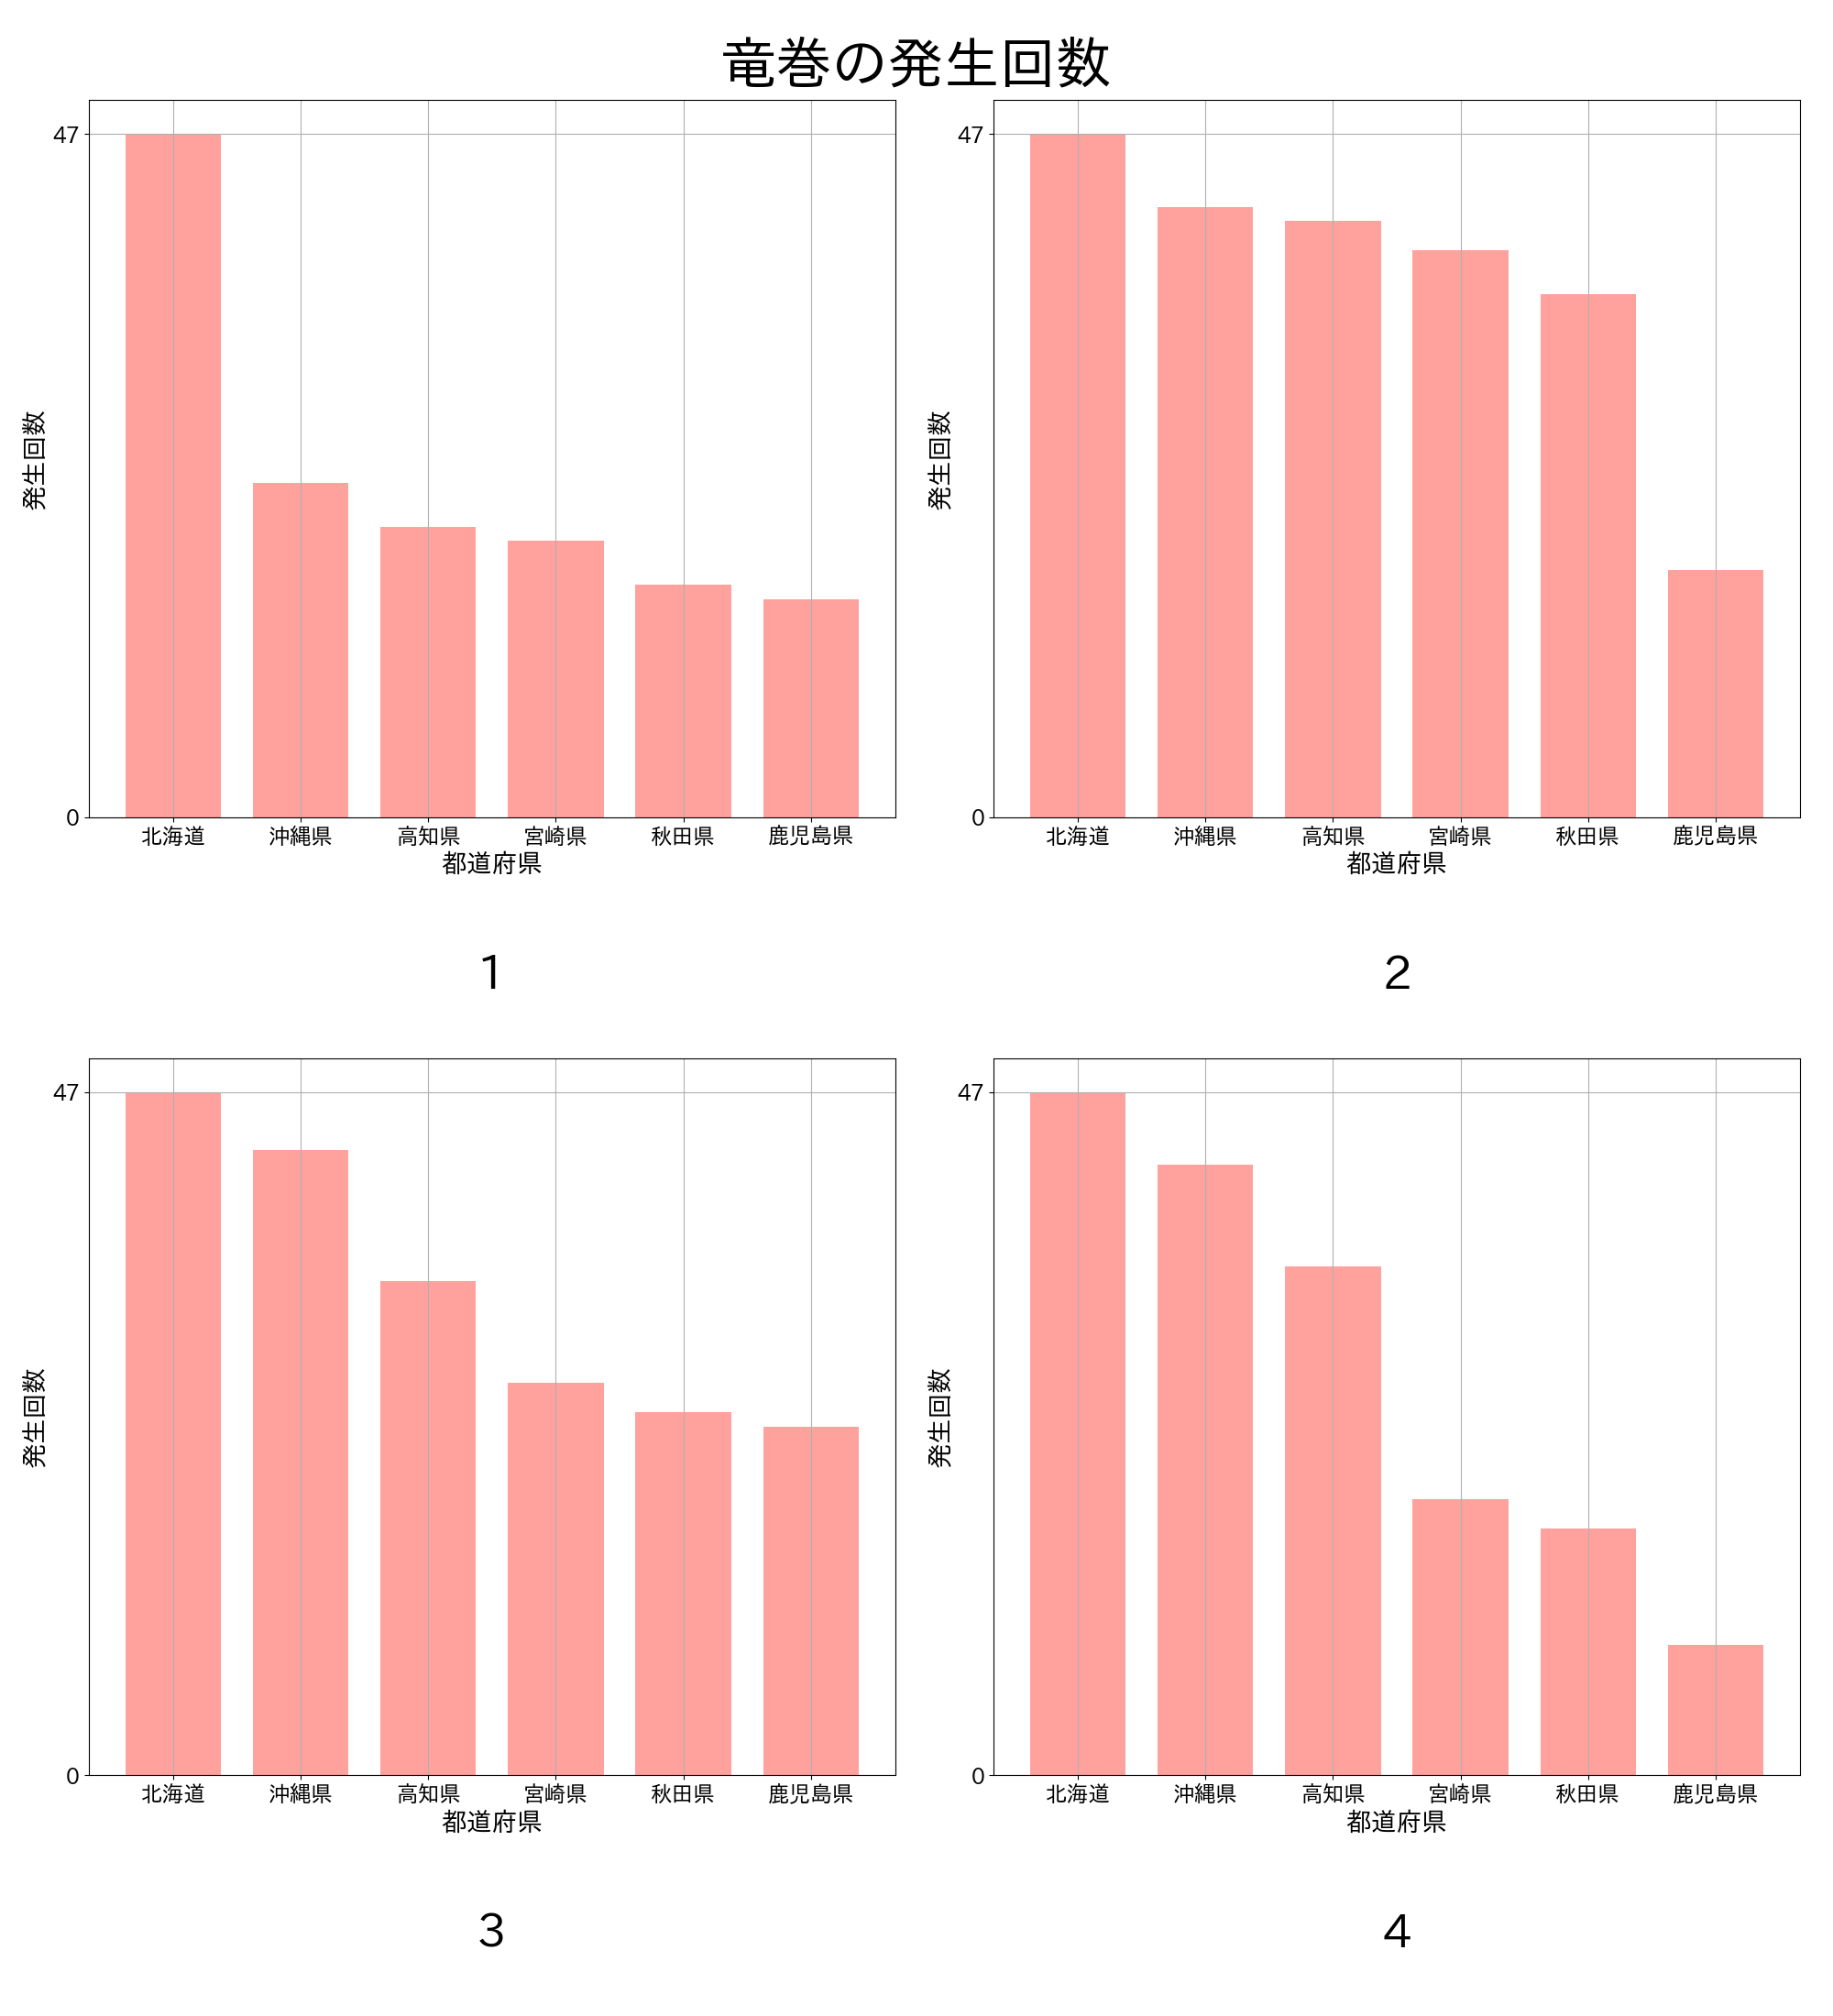 竜巻の発生回数
47
0
発生回数
北海道 沖縄県 高知県 宮崎県 秋田県 鹿児島県
都道府県
1
47
0
発生回数
北海道 沖縄県 高知県 宮崎県 秋田県 鹿児島県
都道府県
2
47
0
発生回数
北海道 沖縄県 高知県 宮崎県 秋田県 鹿児島県
都道府県
3
47
0
発生回数
北海道 沖縄県 高知県 宮崎県 秋田県 鹿児島県
都道府県
4